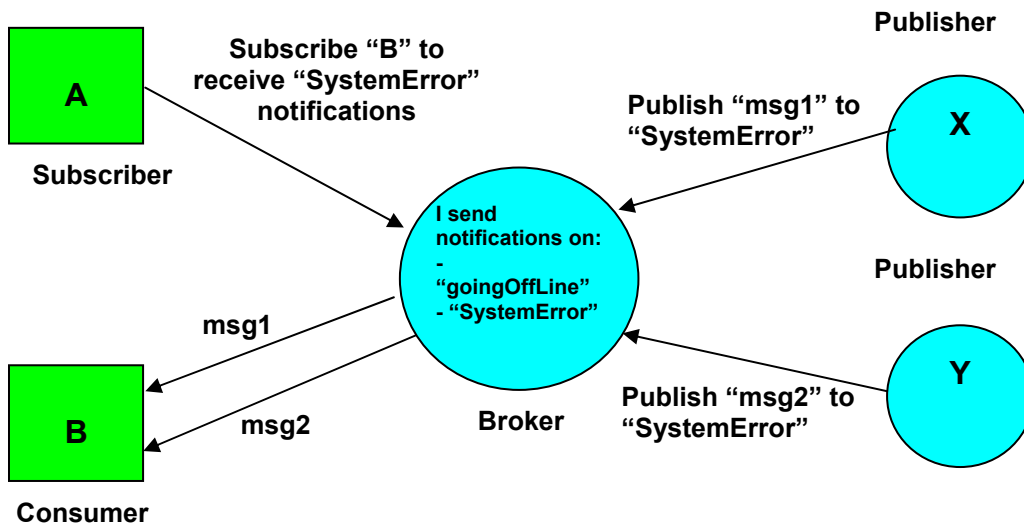 Publisher
A
Subscribe “B” to
receive “SystemError”
notifications
Subscriber
Publish “msg1” to
“SystemError”
X
I send
notifications on:
-
“goingOffLine”
- “SystemError”
Broker
Publisher
msg1
msg2
B
Consumer
Publish “msg2” to
“SystemError”
Y